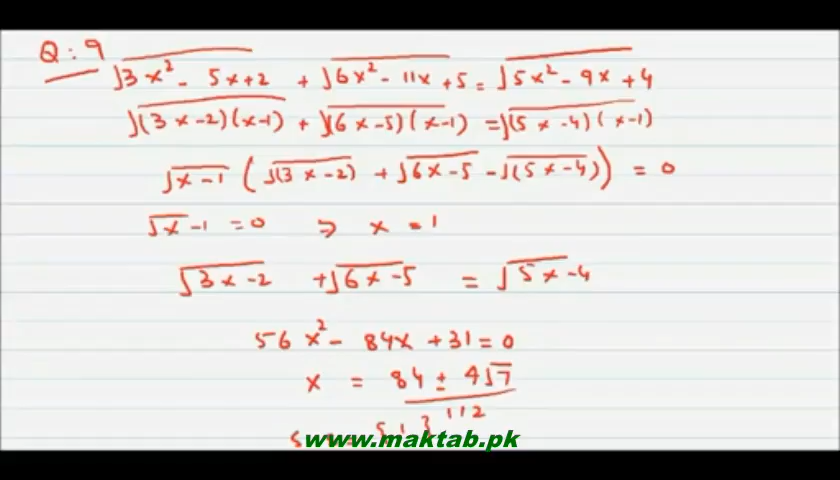 Q : 9
√3x² - 5x+2 + √6x² - 11x +5 = √5x² - 9x + 4
√(3x-2)(x-1) + √(6x-5)(x-1) = √(5x-4)(x-1)
√x-1 (√(3x-2) + √6x-5 - √(5x-4)) = 0
√x-1 = 0 ⇒ x = 1
√3x-2 + √6x-5 = √5x-4
56x² - 84x + 31 = 0
x = 84 ± 4√7
112
www.maktab.pk